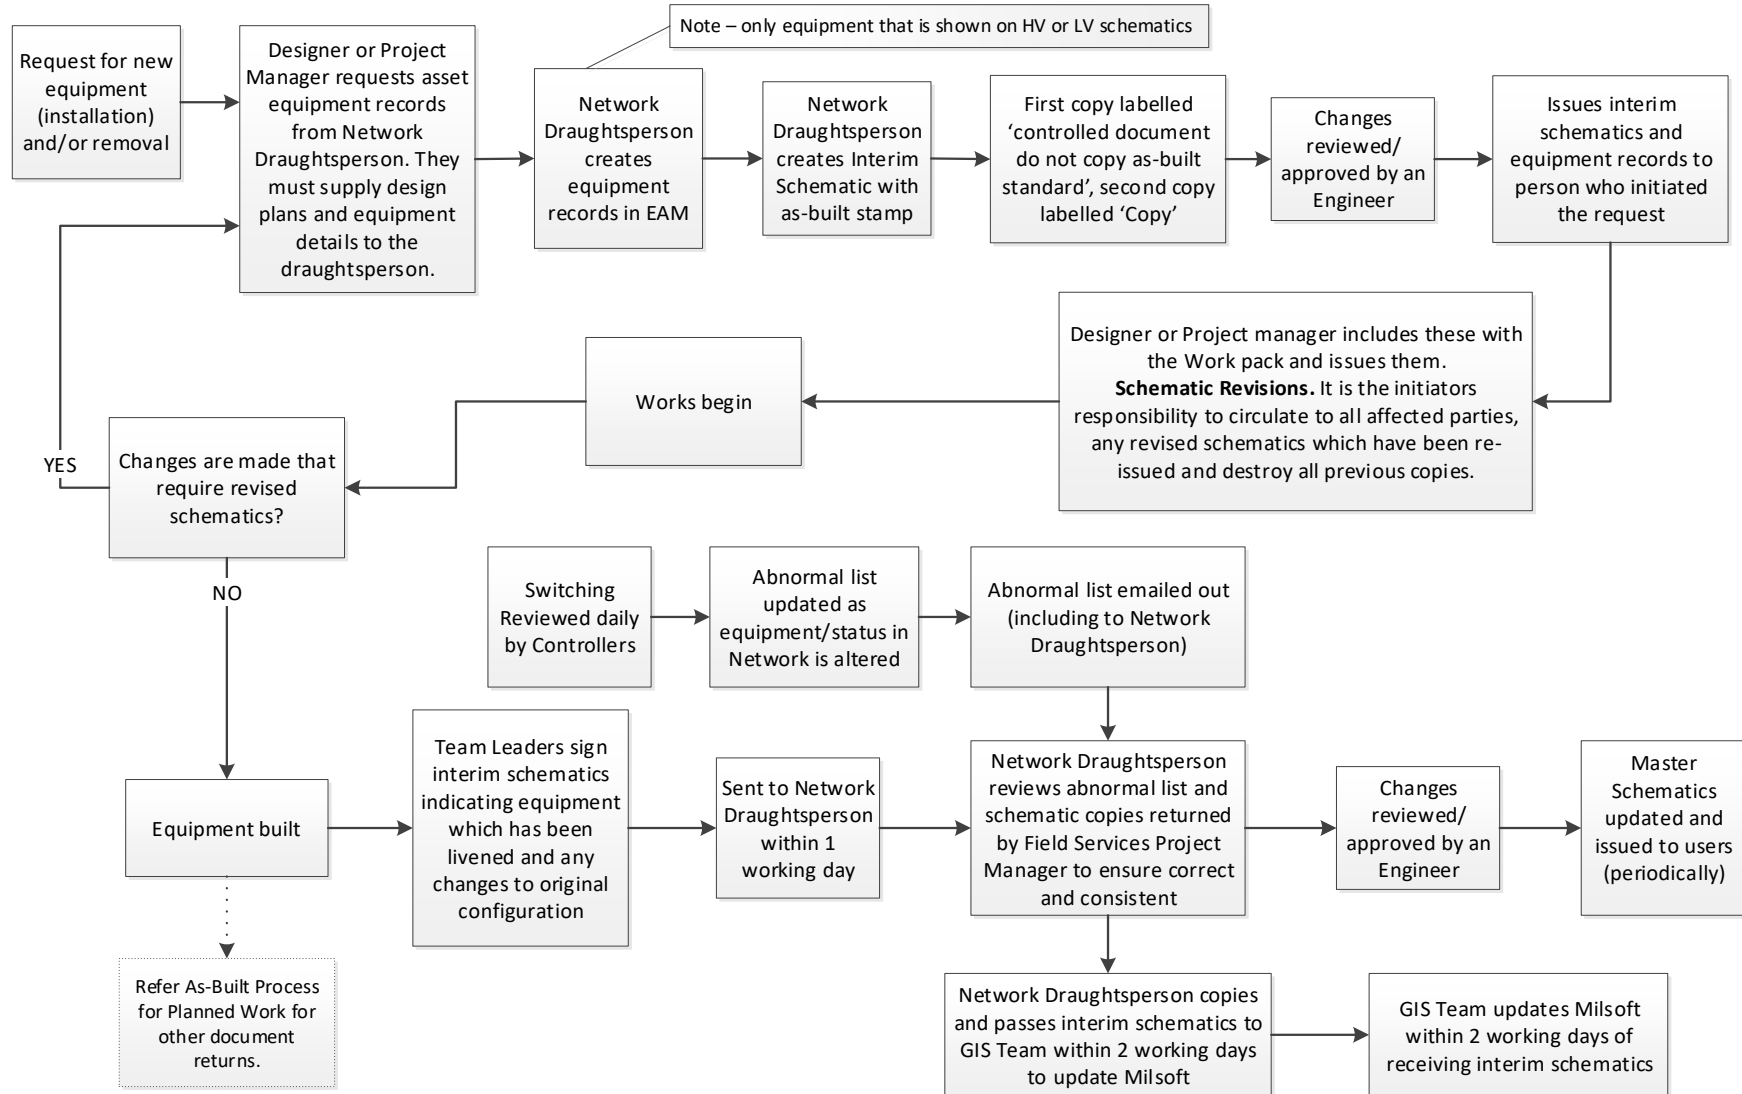 Note – only equipment that is shown on HV or LV schematics
Request for new
equipment
(installation)
and/or removal
Designer or Project
Manager requests asset
equipment records
from Network
Draughtsperson. They
must supply design
plans and equipment
details to the
draughtsperson.
Network
Draughtsperson
creates
equipment
records in EAM
Network
Draughtsperson
creates Interim
Schematic with
as-built stamp
First copy labelled
‘controlled document
do not copy as-built
standard’, second copy
labelled ‘Copy’
Changes
reviewed/
approved by an
Engineer
Issues interim
schematics and
equipment records to
person who initiated
the request
Designer or Project manager includes these with
the Work pack and issues them.
Schematic Revisions. It is the initiators
responsibility to circulate to all affected parties,
any revised schematics which have been re-
issued and destroy all previous copies.
Works begin
YES
Changes are made that
require revised
schematics?
NO
Switching
Reviewed daily
by Controllers
Abnormal list
updated as
equipment/status in
Network is altered
Abnormal list emailed out
(including to Network
Draughtsperson)
Equipment built
Team Leaders sign
interim schematics
indicating equipment
which has been
livened and any
changes to original
configuration
Sent to Network
Draughtsperson
within 1
working day
Network Draughtsperson
reviews abnormal list and
schematic copies returned
by Field Services Project
Manager to ensure correct
and consistent
Changes
reviewed/
approved by an
Engineer
Master
Schematics
updated and
issued to users
(periodically)
Refer As-Built Process
for Planned Work for
other document
returns.
Network Draughtsperson copies
and passes interim schematics to
GIS Team within 2 working days
to update Milsoft
GIS Team updates Milsoft
within 2 working days of
receiving interim schematics